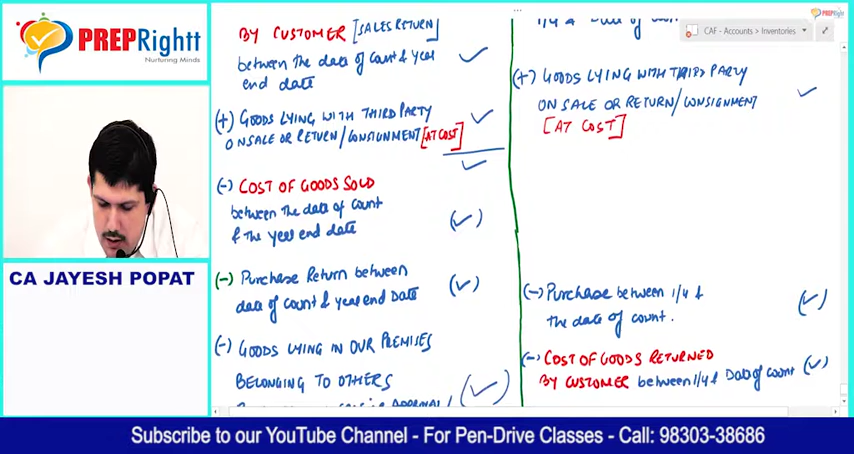 PREPRightt
Nurturing Minds
CA JAYESH POPAT
BY CUSTOMER [SALES RETURN]
between the date of count & year
end date
(+) GOODS LYING WITH THIRD PARTY
ON SALE OR RETURN/CONSIGNMENT [AT COST]
(-) COST OF GOODS SOLD
between the date of count
& the year end date
(-) Purchase Return between
date of count & year end Date
(-) GOODS LYING IN OUR PREMISES
BELONGING TO OTHERS
CAF - Accounts > Inventories
PREPRightt
(+) GOODS LYING WITH THIRD PARTY
ON SALE OR RETURN/CONSIGNMENT
[AT COST]
(-) Purchase between 1/4 &
the date of count.
(-) COST OF GOODS RETURNED
BY CUSTOMER between 1/4 & Date of count
Subscribe to our YouTube Channel - For Pen-Drive Classes - Call: 98303-38686